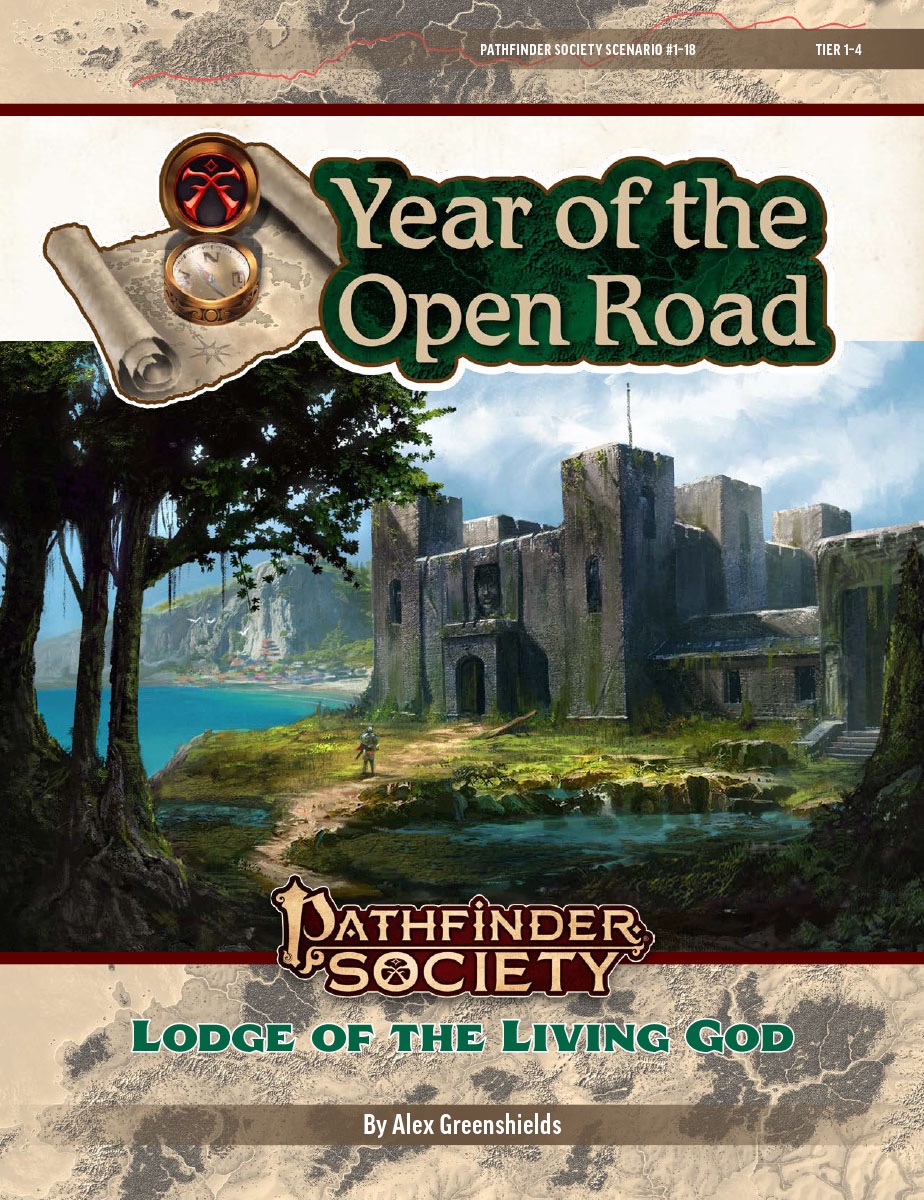 PATHFINDER SOCIETY SCENARIO #1–18
TIER 1–4
Year of the
Open Road
N
PATHFINDER
SOCIETY
LODGE OF THE LIVING GOD
By Alex Greenshields